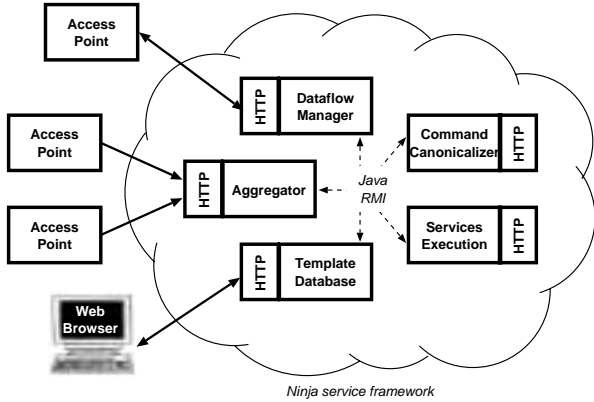 Access
Point
HTTP
Dataflow
Manager
Access
Point
HTTP
Aggregator
Java
RMI
Command
Canonicalizer
HTTP
Access
Point
Services
Execution
HTTP
HTTP
Template
Database
Web
Browser
Ninja service framework